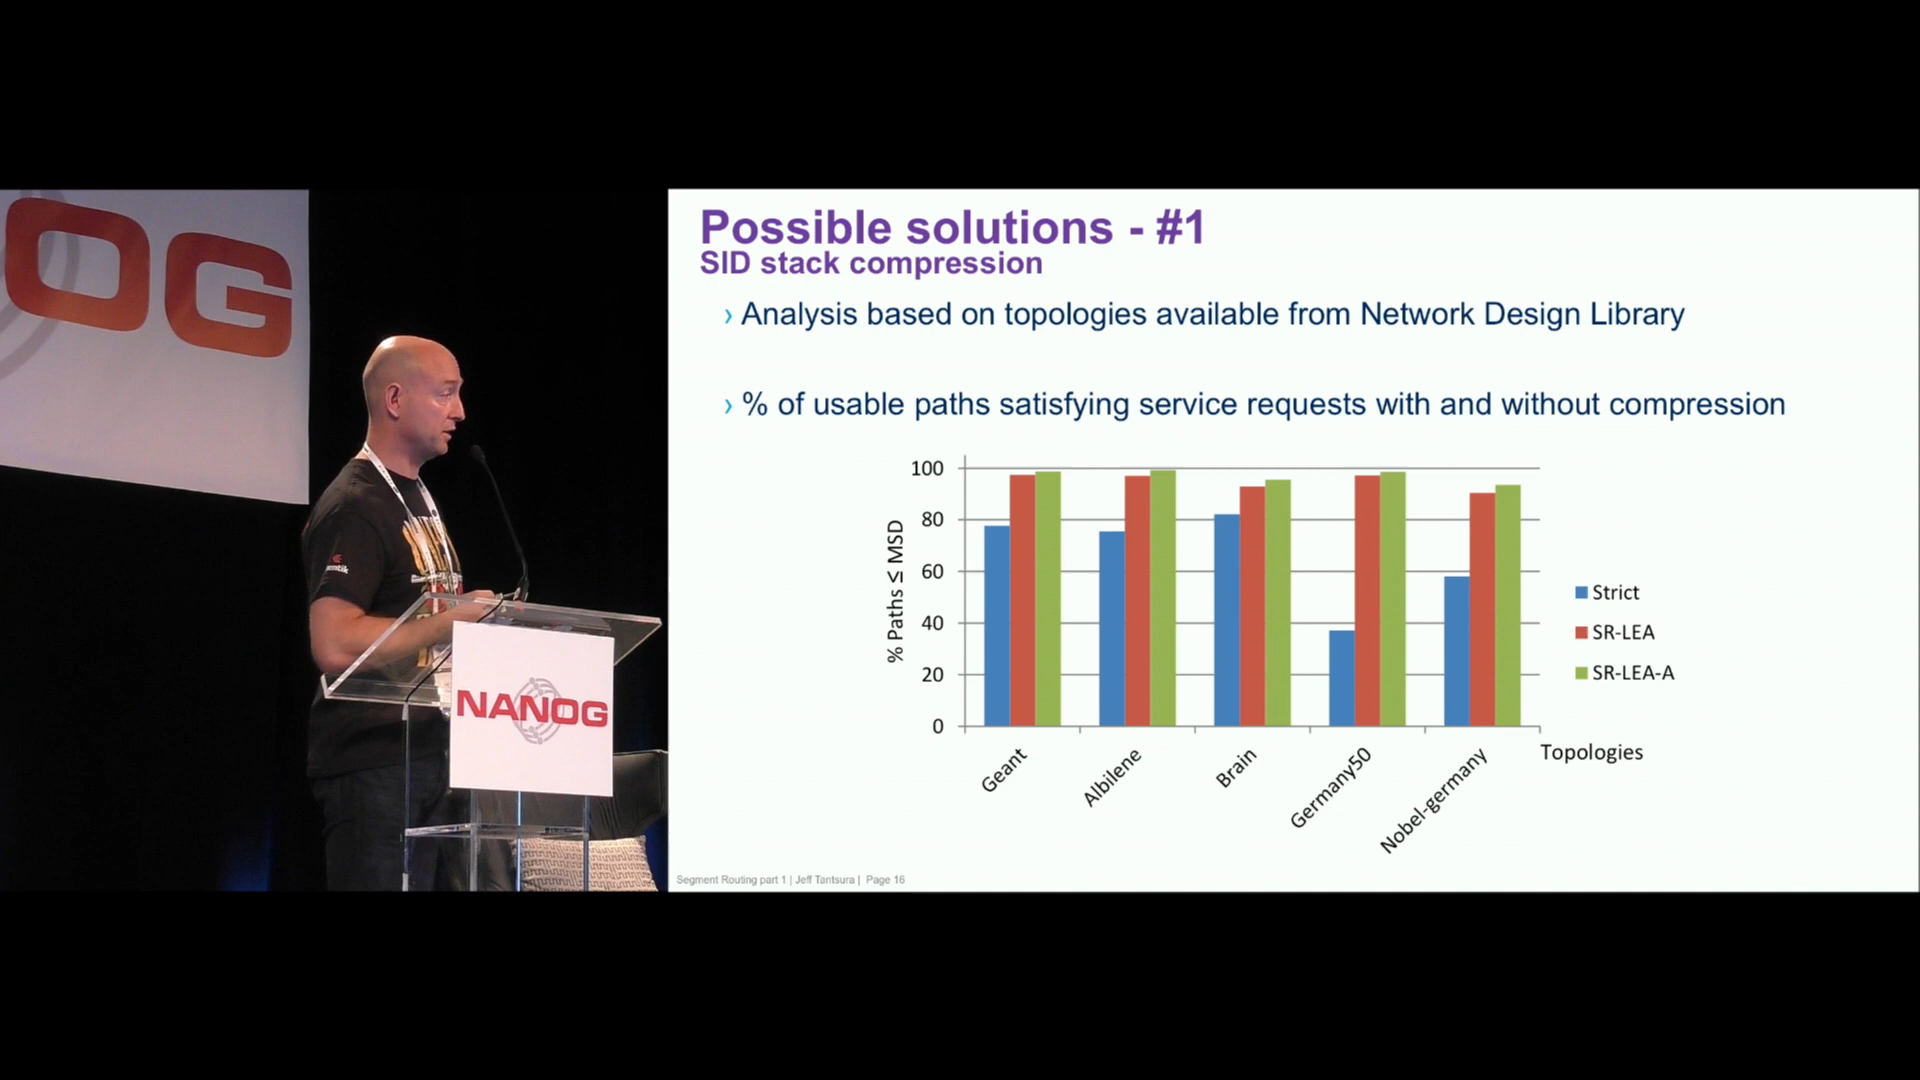 OG
NANOG
Possible solutions - #1
SID stack compression
› Analysis based on topologies available from Network Design Library
› % of usable paths satisfying service requests with and without compression
% Paths ≤ MSD
100
80
60
40
20
0
Geant
Albilene
Brain
Germany50
Nobel-germany
Topologies
Strict
SR-LEA
SR-LEA-A
Segment Routing part 1 | Jeff Tantsura | Page 16